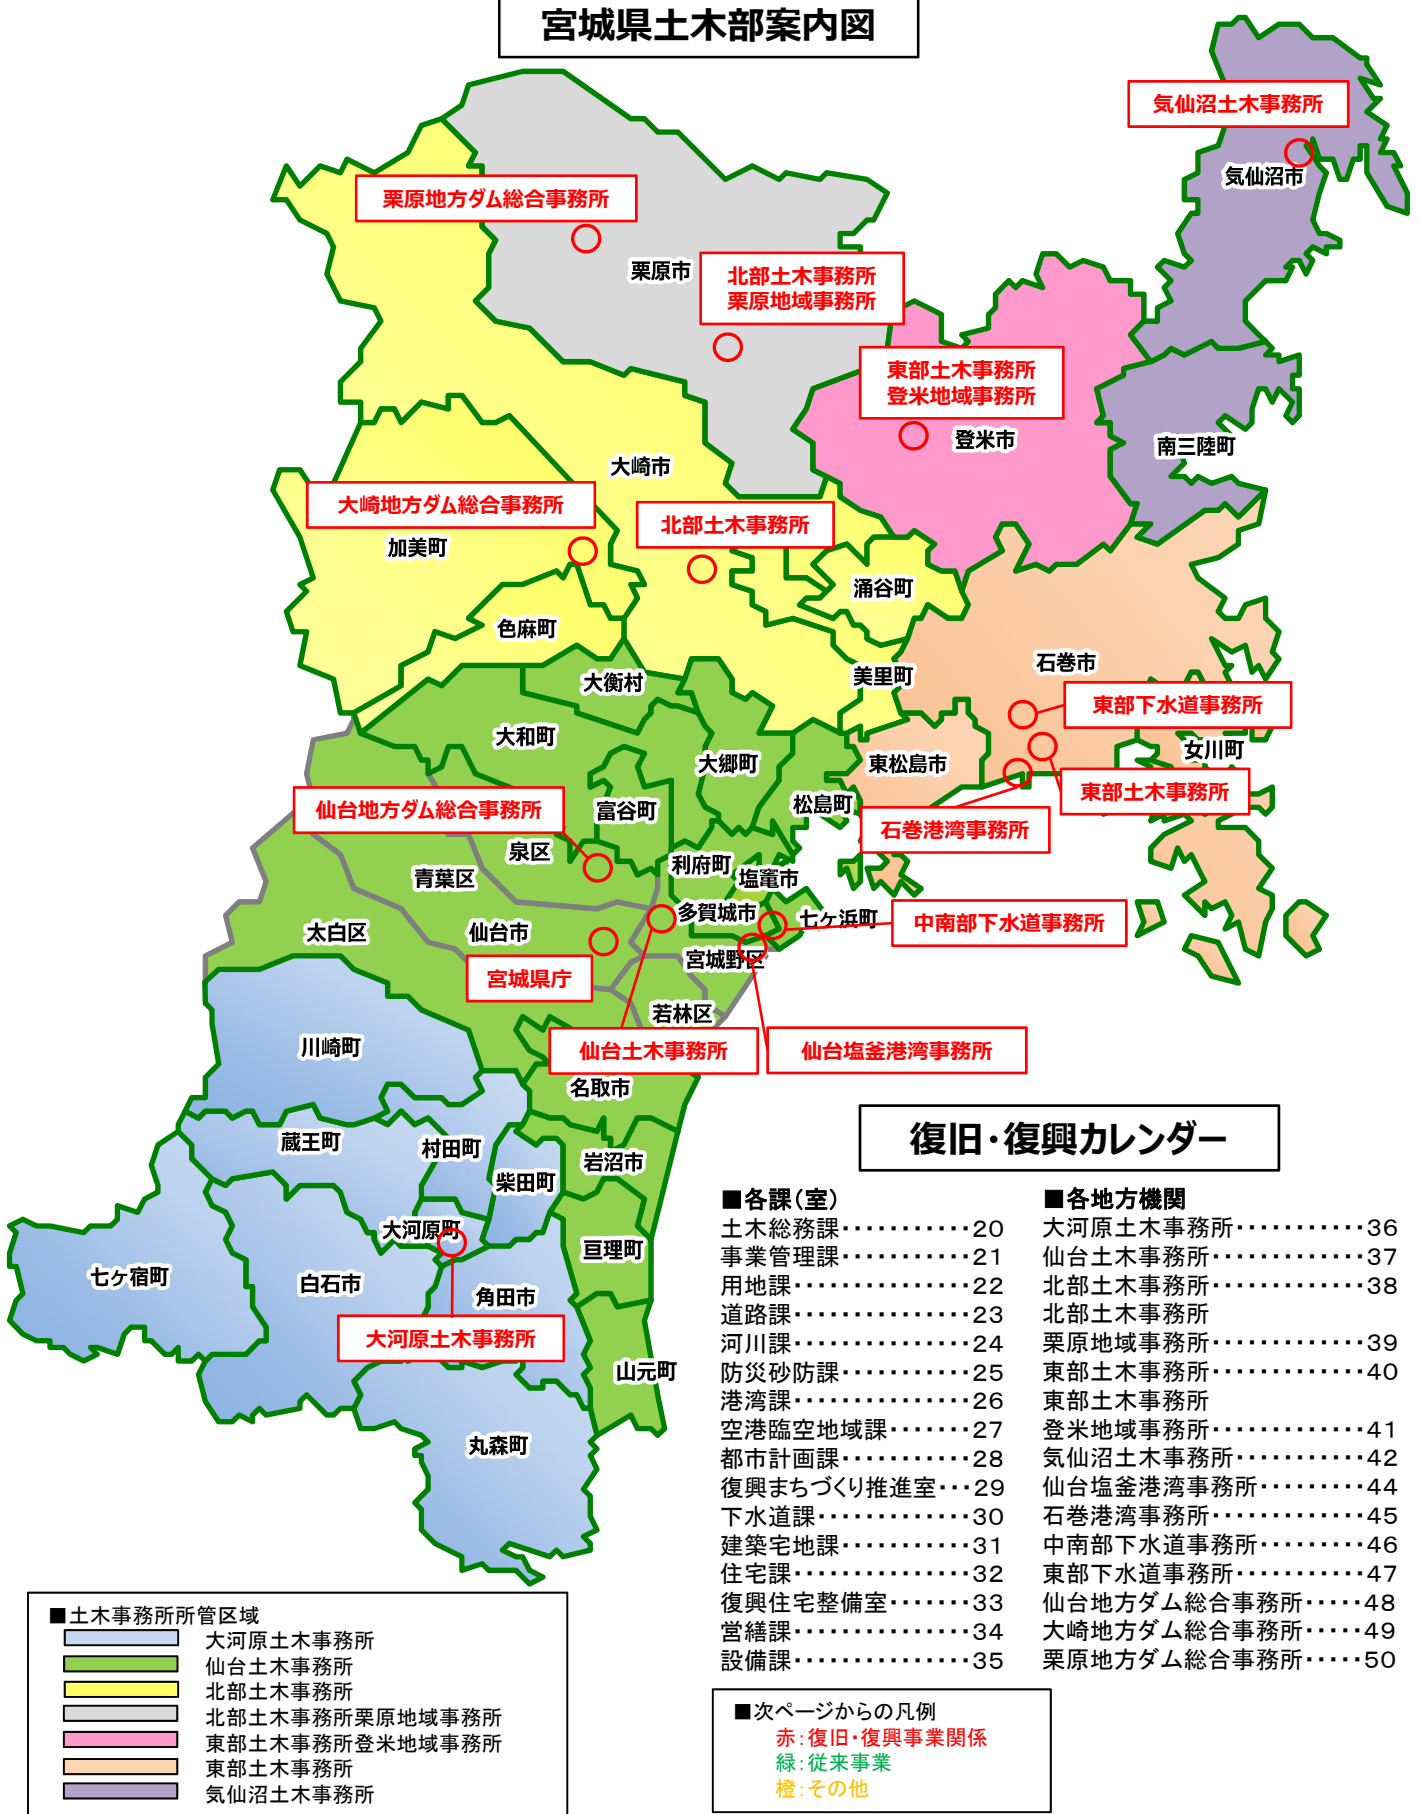 宮城県土木部案内図
気仙沼土木事務所
気仙沼市
栗原地方ダム総合事務所
栗原市
北部土木事務所
栗原地域事務所
東部土木事務所
登米地域事務所
登米市
南三陸町
大崎市
大崎地方ダム総合事務所
北部土木事務所
加美町
涌谷町
色麻町
石巻市
大衡村
美里町
東部下水道事務所
大和町
大郷町
東松島市
女川町
仙台地方ダム総合事務所
富谷町
松島町
東部土木事務所
石巻港湾事務所
泉区
利府町
青葉区
塩竃市
多賀城市
七ヶ浜町
中南部下水道事務所
太白区
仙台市
宮城野区
宮城県庁
若林区
川崎町
仙台土木事務所
仙台塩釜港湾事務所
名取市
蔵王町
村田町
岩沼市
柴田町
大河原町
亘理町
七ヶ宿町
白石市
角田市
大河原土木事務所
山元町
丸森町
復旧・復興カレンダー
■各課(室)
土木総務課・・・・・・・・・・・20
事業管理課・・・・・・・・・・・21
用地課・・・・・・・・・・・・・・・22
道路課・・・・・・・・・・・・・・・23
河川課・・・・・・・・・・・・・・・24
防災砂防課・・・・・・・・・・・25
港湾課・・・・・・・・・・・・・・・26
空港臨空地域課・・・・・・・27
都市計画課・・・・・・・・・・・28
復興まちづくり推進室・・・29
下水道課・・・・・・・・・・・・・30
建築宅地課・・・・・・・・・・・31
住宅課・・・・・・・・・・・・・・・32
復興住宅整備室・・・・・・・33
営繕課・・・・・・・・・・・・・・・34
設備課・・・・・・・・・・・・・・・35
■各地方機関
大河原土木事務所・・・・・・・・・・・36
仙台土木事務所・・・・・・・・・・・・・37
北部土木事務所・・・・・・・・・・・・・38
北部土木事務所
栗原地域事務所・・・・・・・・・・・・・39
東部土木事務所・・・・・・・・・・・・・40
東部土木事務所
登米地域事務所・・・・・・・・・・・・・41
気仙沼土木事務所・・・・・・・・・・・42
仙台塩釜港湾事務所・・・・・・・・・44
石巻港湾事務所・・・・・・・・・・・・・45
中南部下水道事務所・・・・・・・・・46
東部下水道事務所・・・・・・・・・・・47
仙台地方ダム総合事務所・・・・・48
大崎地方ダム総合事務所・・・・・49
栗原地方ダム総合事務所・・・・・50
■土木事務所所管区域
大河原土木事務所
仙台土木事務所
北部土木事務所
北部土木事務所栗原地域事務所
東部土木事務所登米地域事務所
東部土木事務所
気仙沼土木事務所
■次ページからの凡例
赤:復旧・復興事業関係
緑:従来事業
橙:その他